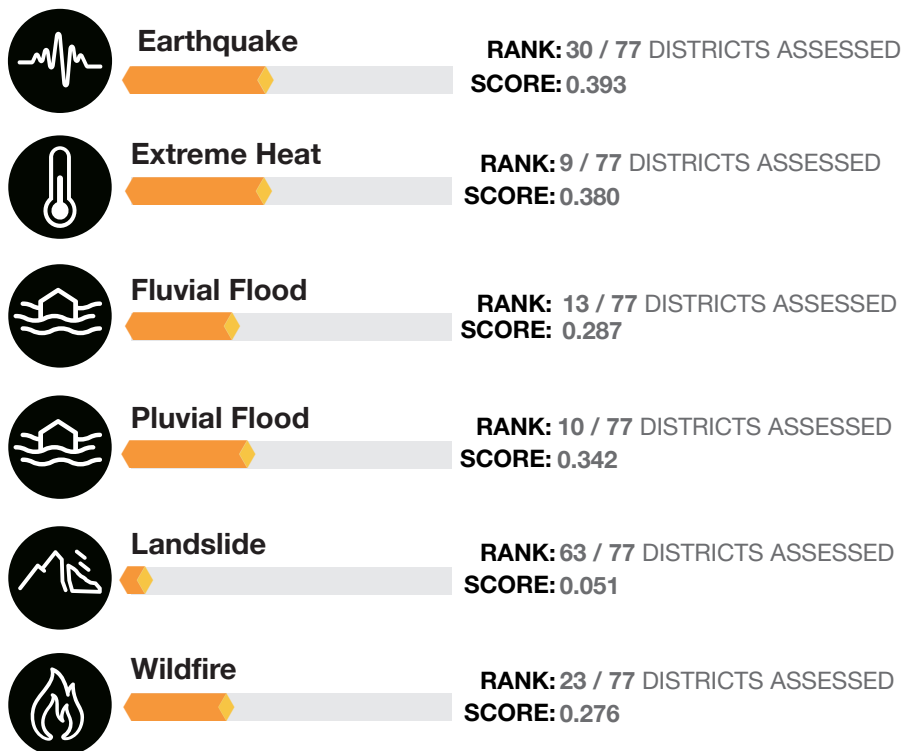 Earthquake
RANK: 30 / 77 DISTRICTS ASSESSED
SCORE: 0.393
Extreme Heat
RANK: 9 / 77 DISTRICTS ASSESSED
SCORE: 0.380
Fluvial Flood
RANK: 13 / 77 DISTRICTS ASSESSED
SCORE: 0.287
Pluvial Flood
RANK: 10 / 77 DISTRICTS ASSESSED
SCORE: 0.342
Landslide
RANK: 63 / 77 DISTRICTS ASSESSED
SCORE: 0.051
Wildfire
RANK: 23 / 77 DISTRICTS ASSESSED
SCORE: 0.276